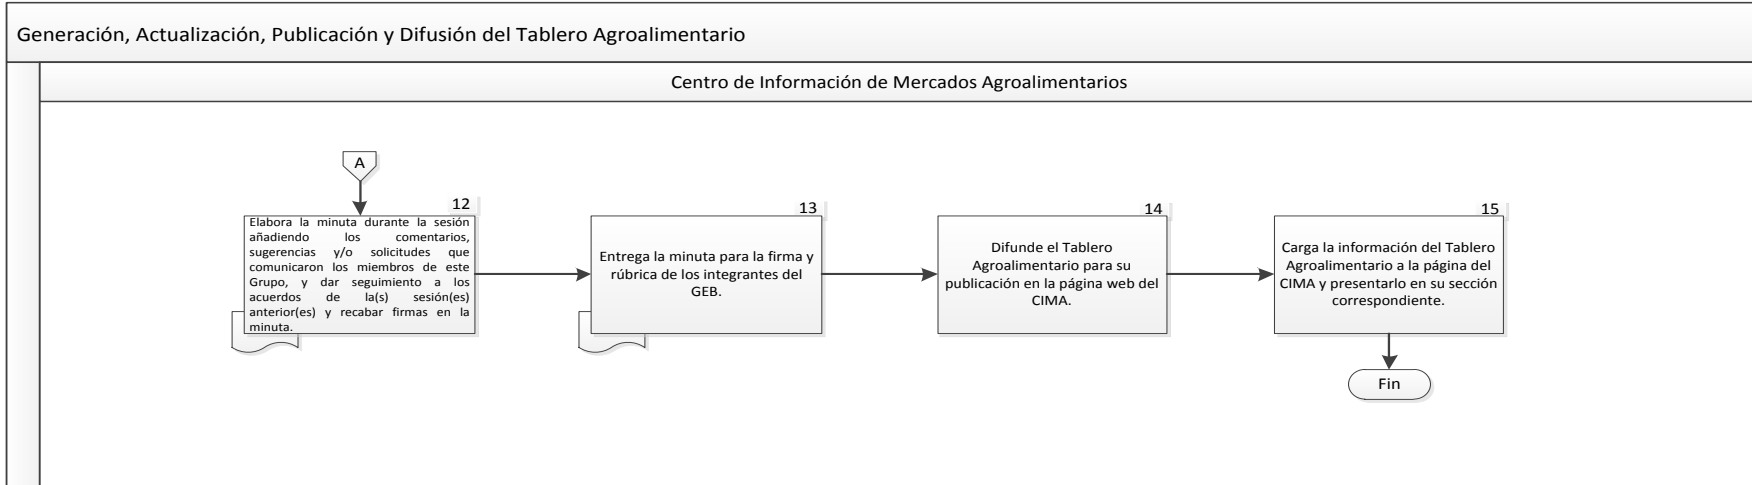 Generación, Actualización, Publicación y Difusión del Tablero Agroalimentario
Centro de Información de Mercados Agroalimentarios
A
12
Elabora la minuta durante la sesión
añadiendo los comentarios,
sugerencias y/o solicitudes que
comunicaron los miembros de este
Grupo, y dar seguimiento a los
acuerdos de la(s) sesión(es)
anterior(es) y recabar firmas en la
minuta.
13
Entrega la minuta para la firma y
rúbrica de los integrantes del
GEB.
14
Difunde el Tablero
Agroalimentario para su
publicación en la página web del
CIMA.
15
Carga la información del Tablero
Agroalimentario a la página del
CIMA y presentarlo en su sección
correspondiente.
Fin